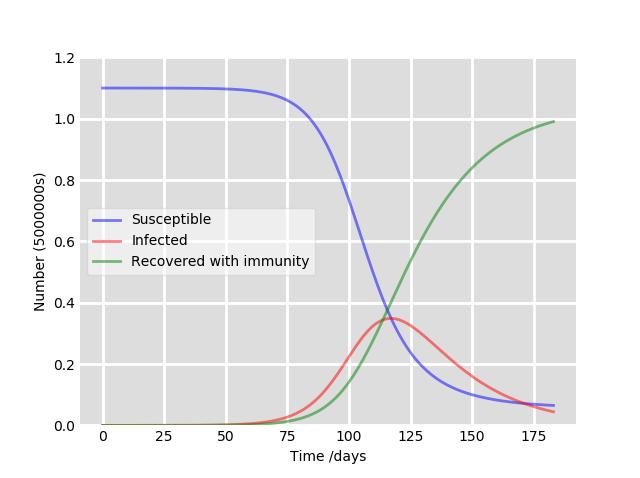 1.2
1.0
0.8
0.6
0.4
0.2
0.0
Number (5000000s)
Susceptible
Infected
Recovered with immunity
0 25 50 75 100 125 150 175
Time /days